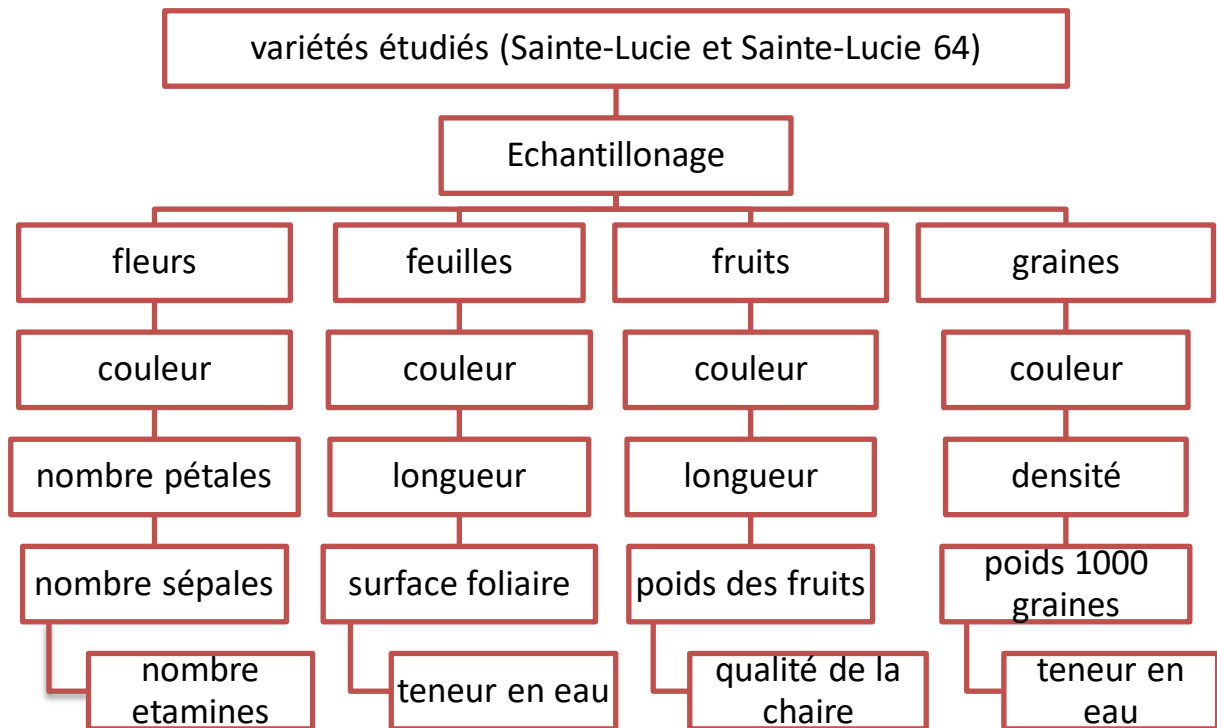 variétés étudiés (Sainte-Lucie et Sainte-Lucie 64)
Echantillonage
fleurs
feuilles
fruits
graines
couleur
couleur
couleur
couleur
nombre pétales
longueur
longueur
densité
nombre sépales
surface foliaire
poids des fruits
poids 1000
graines
nombre
etamines
teneur en eau
qualité de la
chaire
teneur en
eau